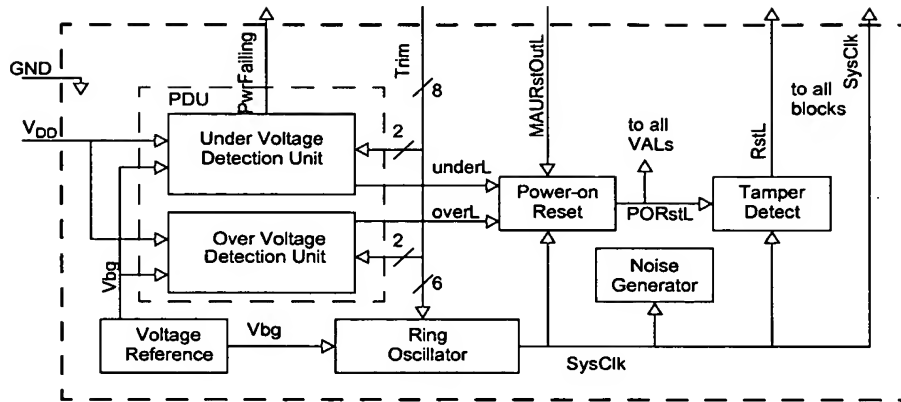 GND
VDD
PDU
PwrFailing
Trim
8
MAURstOutL
RstL
SysClk
to all
blocks
Under Voltage
Detection Unit
2
underL
overL
to all
VALs
Power-on
Reset
PORstL
Tamper
Detect
Over Voltage
Detection Unit
2
6
Vbg
Noise
Generator
Voltage
Reference
Vbg
Ring
Oscillator
SysClk